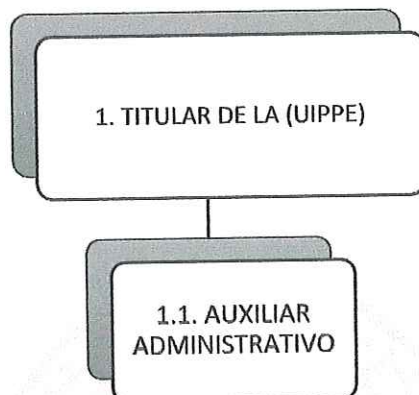 1. TITULAR DE LA (UIPPE)
1.1. AUXILIAR
ADMINISTRATIVO